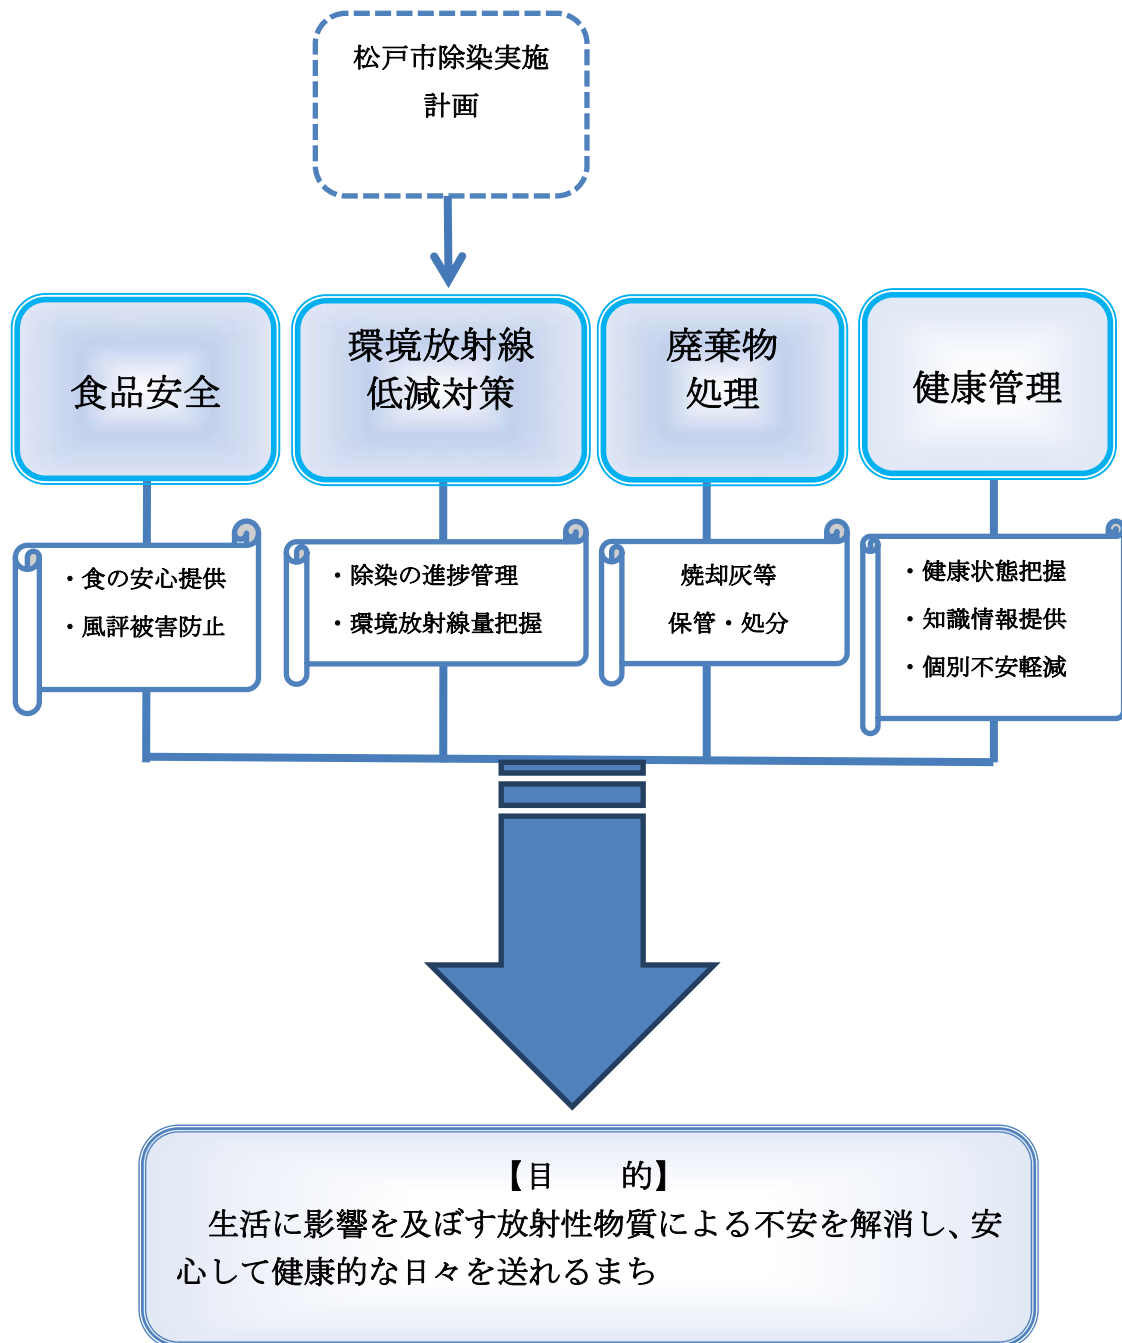 松戸市除染実施
計画
食品安全
環境放射線
低減対策
廃棄物
処理
健康管理
・食の安心提供
・風評被害防止
・除染の進捗管理
・環境放射線量把握
焼却灰等
保管・処分
・健康状態把握
・知識情報提供
・個別不安軽減
【目　　的】
生活に影響を及ぼす放射性物質による不安を解消し、安
心して健康的な日々を送れるまち